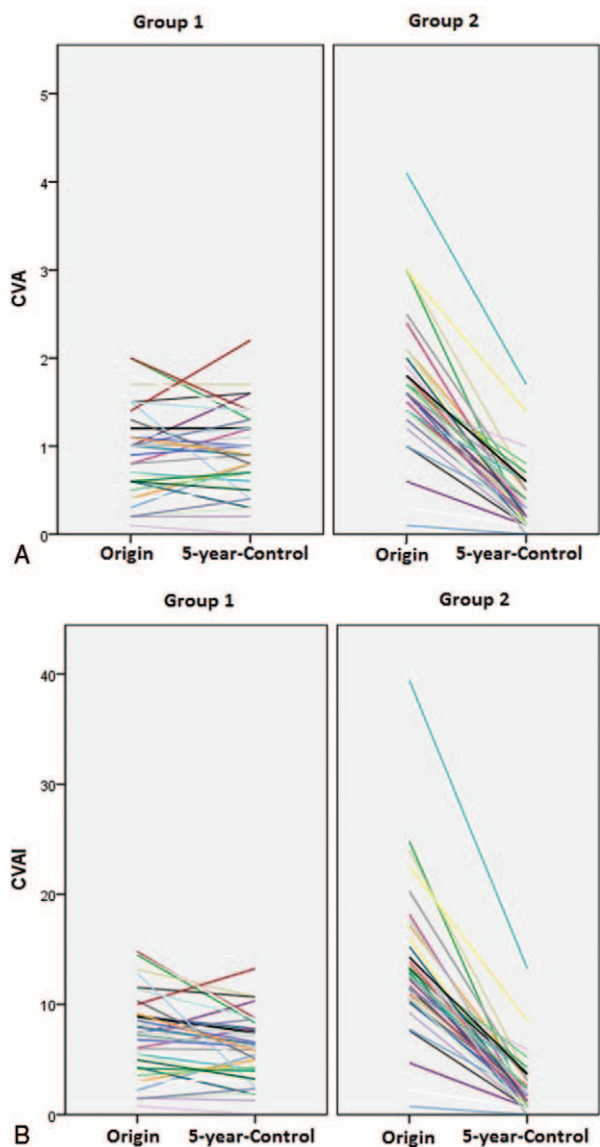 Group 1 Group 2
5
4
3
2
1
0
CVA
A
Origin 5-year-Control Origin 5-year-Control
Group 1 Group 2
40
30
20
10
0
CVAI
B
Origin 5-year-Control Origin 5-year-Control